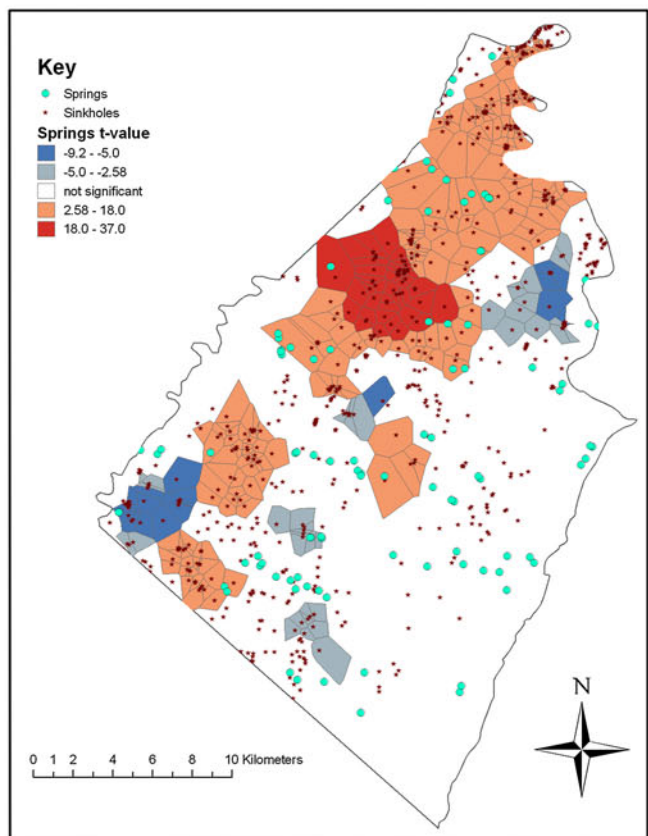 Key
Springs
Sinkholes
Springs t-value
-9.2 - -5.0
-5.0 - -2.58
not significant
2.58 - 18.0
18.0 - 37.0
N
0 1 2 4 6 8 10 Kilometers